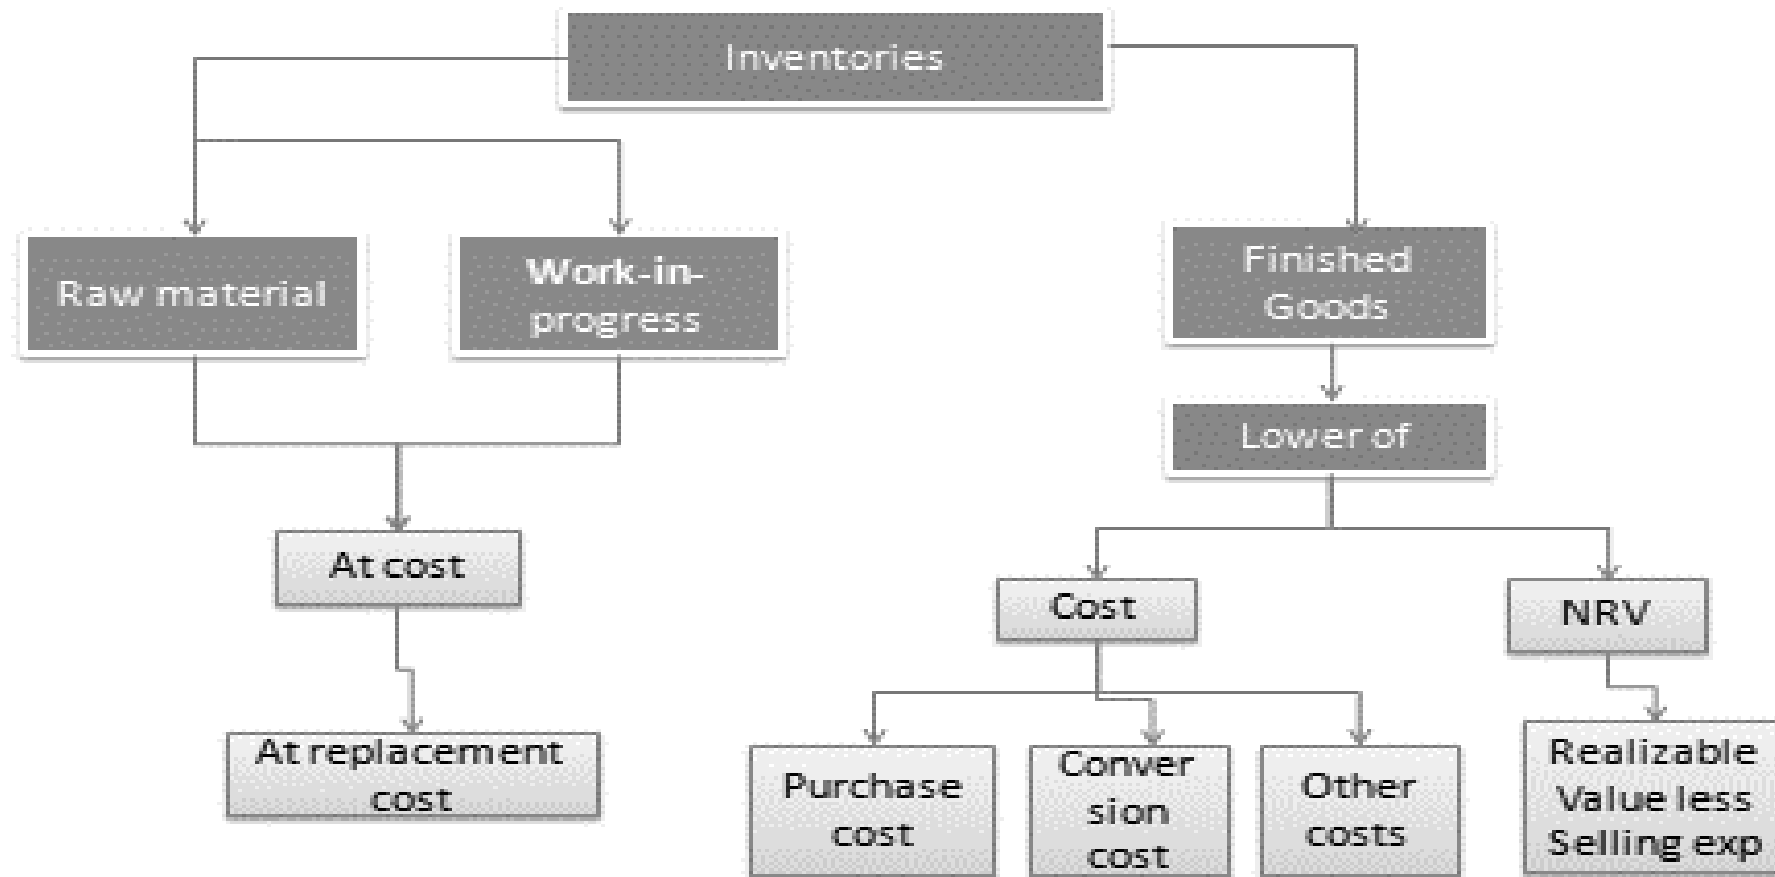 Inventories
Raw material
Work-in-
progress
Finished
Goods
Lower of
At cost
Cost
NRV
At replacement
cost
Purchase
cost
Conver
sion
cost
Other
costs
Realizable
Value less
Selling exp